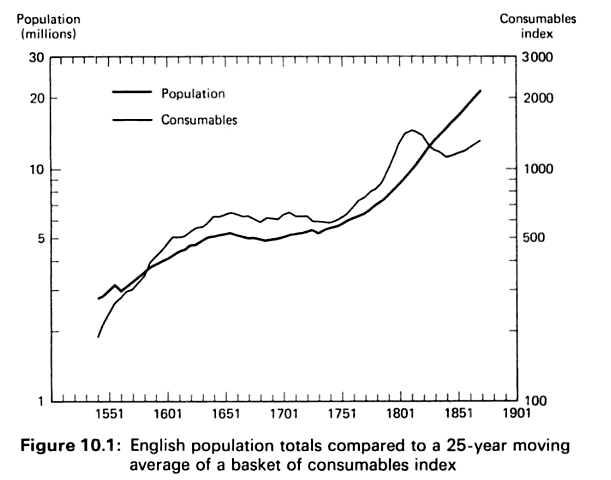 Population
(millions)
Consumables
index
30
20
10
5
1
3000
2000
1000
500
100
Population
Consumables
1551 1601 1651 1701 1751 1801 1851 1901
Figure 10.1: English population totals compared to a 25-year moving
average of a basket of consumables index